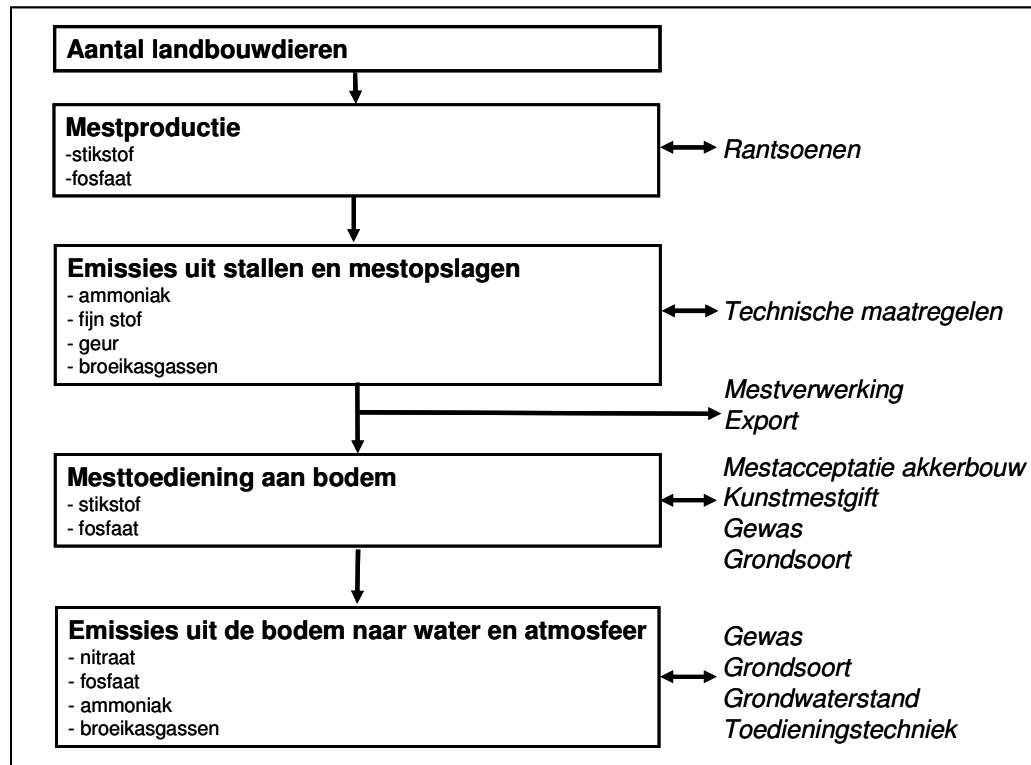 Aantal landbouwdieren
Mestproductie
-stikstof
-fosfaat
Rantsoenen
Emissies uit stallen en mestopslagen
- ammoniak
- fijn stof
- geur
- broeikasgassen
Technische maatregelen
Mestverwerking
Export
Mesttoediening aan bodem
- stikstof
- fosfaat
Mestacceptatie akkerbouw
Kunstmestgift
Gewas
Grondsoort
Emissies uit de bodem naar water en atmosfeer
- nitraat
- fosfaat
- ammoniak
- broeikasgassen
Gewas
Grondsoort
Grondwaterstand
Toedieningstechniek